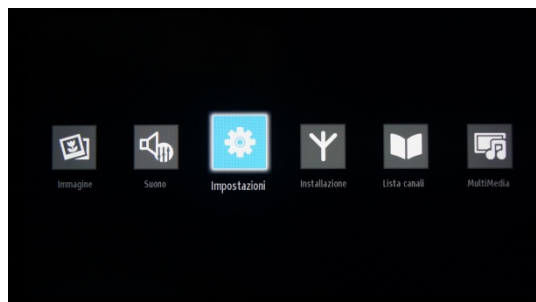 Immagine
Suono
Impostazioni
Installazione
Lista canali
MultiMedia